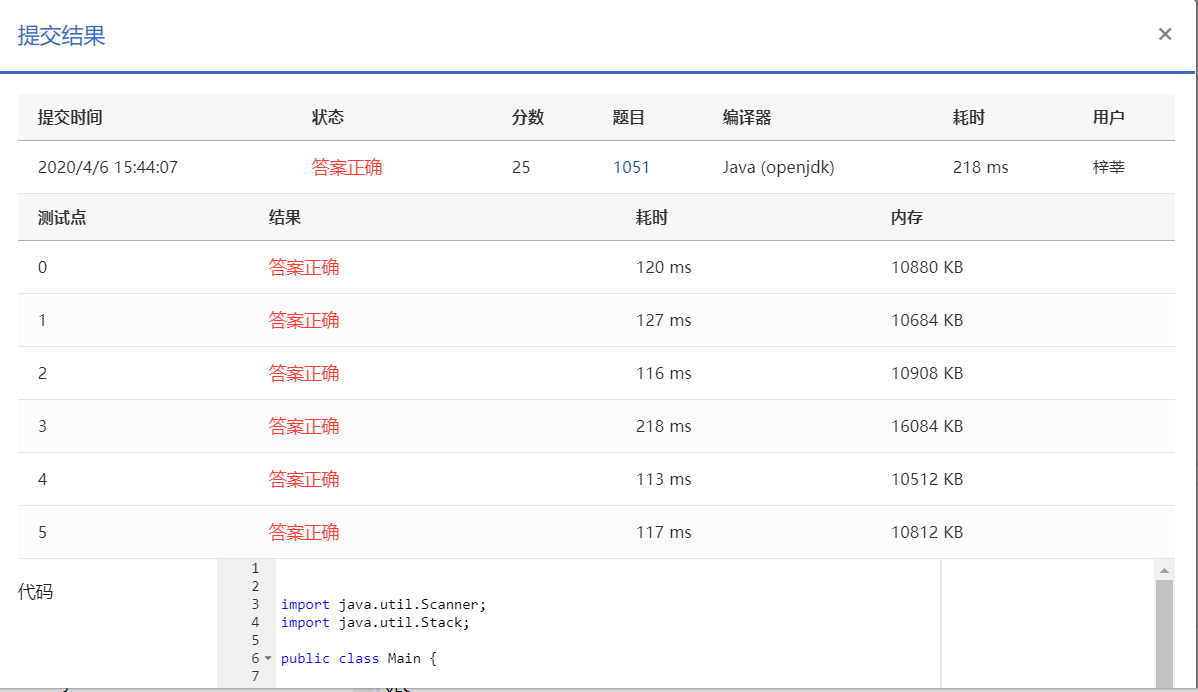 提交结果 ×
提交时间 状态 分数 题目 编译器 耗时 用户
2020/4/6 15:44:07 答案正确 25 1051 Java (openjdk) 218 ms 梓莘
测试点 结果 耗时 内存
0 答案正确 120 ms 10880 KB
1 答案正确 127 ms 10684 KB
2 答案正确 116 ms 10908 KB
3 答案正确 218 ms 16084 KB
4 答案正确 113 ms 10512 KB
5 答案正确 117 ms 10812 KB
代码
1
2
3 import java.util.Scanner;
4 import java.util.Stack;
5
6 public class Main {
7